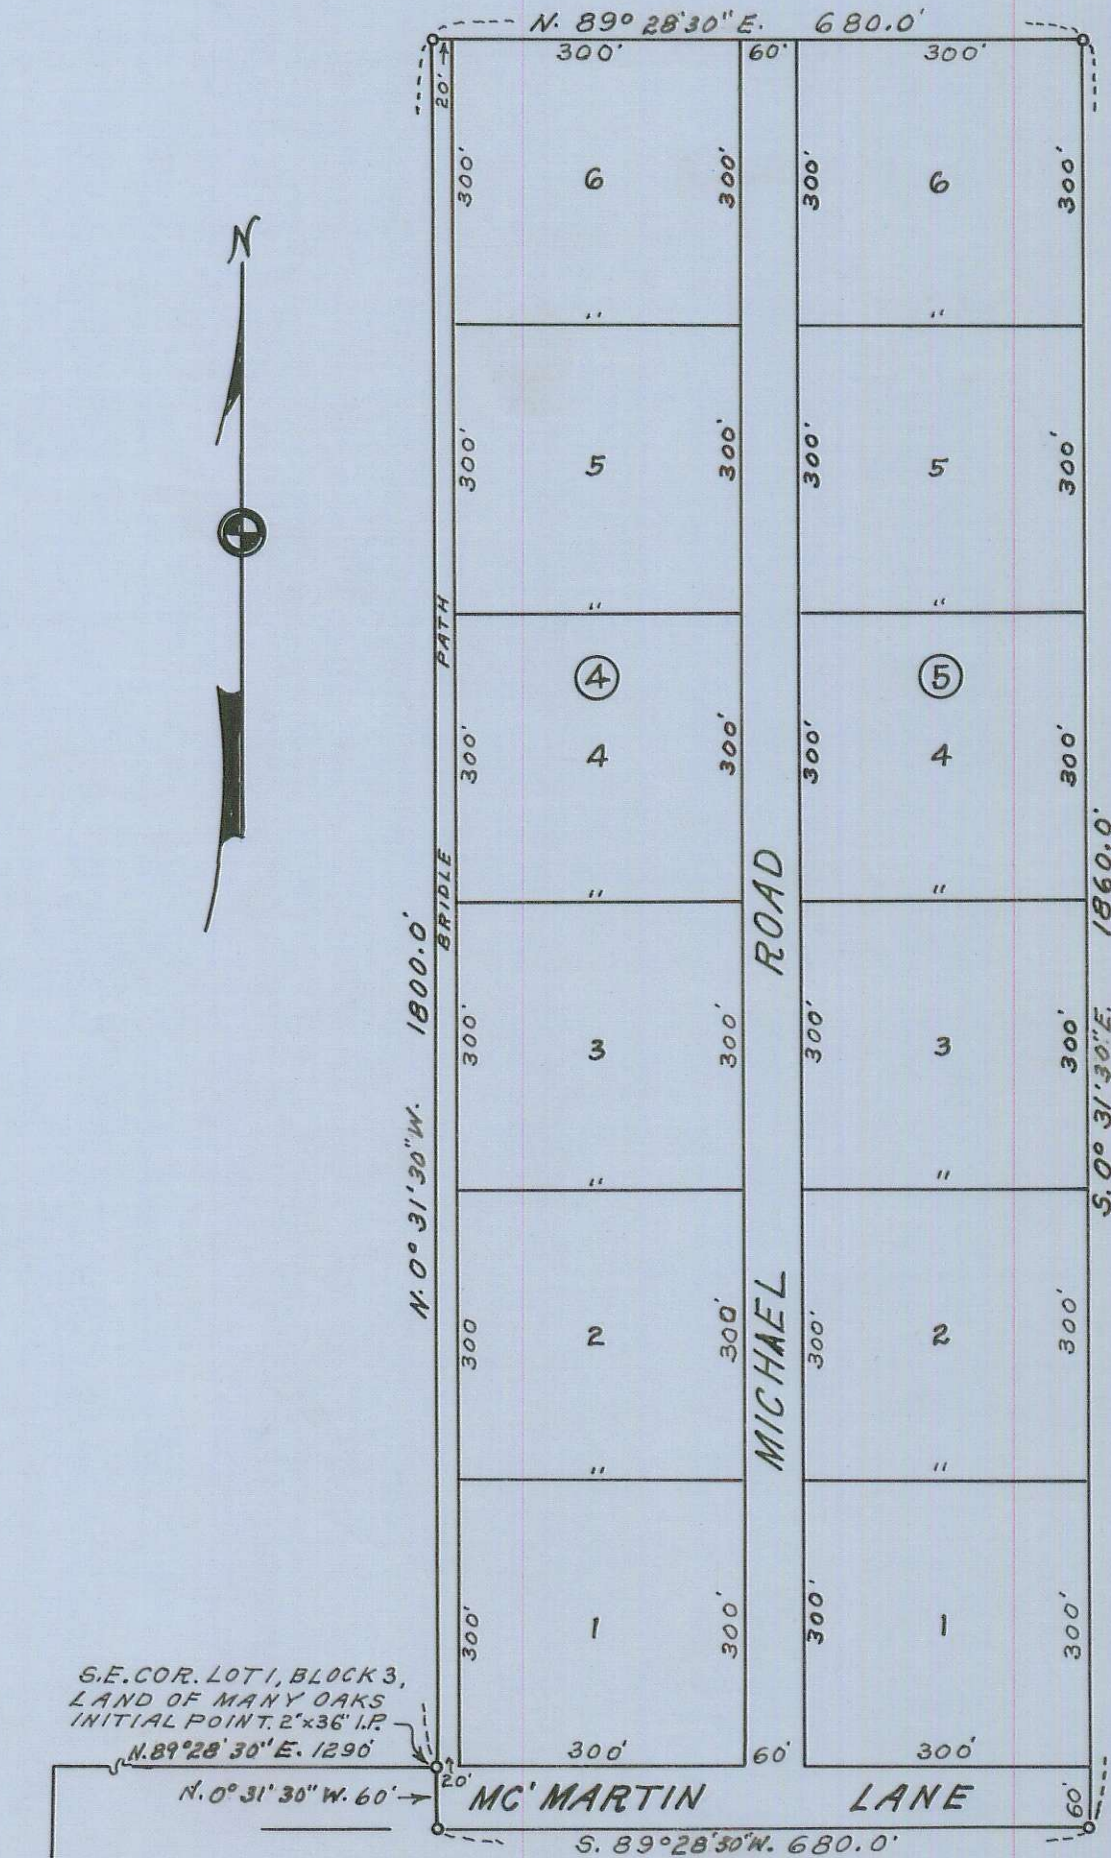 N. 89° 28'30" E. 680.0'
300' 60' 300'
20'
N
300' 6 300' 300' 6 300'
" "
300' 5 300' 300' 5 300'
" "
PATH
4 5
300' 4 300' 300' 4 300'
" "
BRIDLE
ROAD
N. 0° 31'30" W. 1800.0'
S. 0° 31'30" E. 1860.0'
300' 3 300' 300' 3 300'
" "
300 2 300' 300' 2 300'
MICHAEL
" "
300' 1 300' 300' 1 300'
S.E. COR. LOT 1, BLOCK 3,
LAND OF MANY OAKS
INITIAL POINT. 2"x36" I.P.
N. 89°28'30" E. 1290'
300' 60' 300'
20'
N. 0° 31'30" W. 60'
MC'MARTIN LANE
60'
S. 89°28'30" W. 680.0'